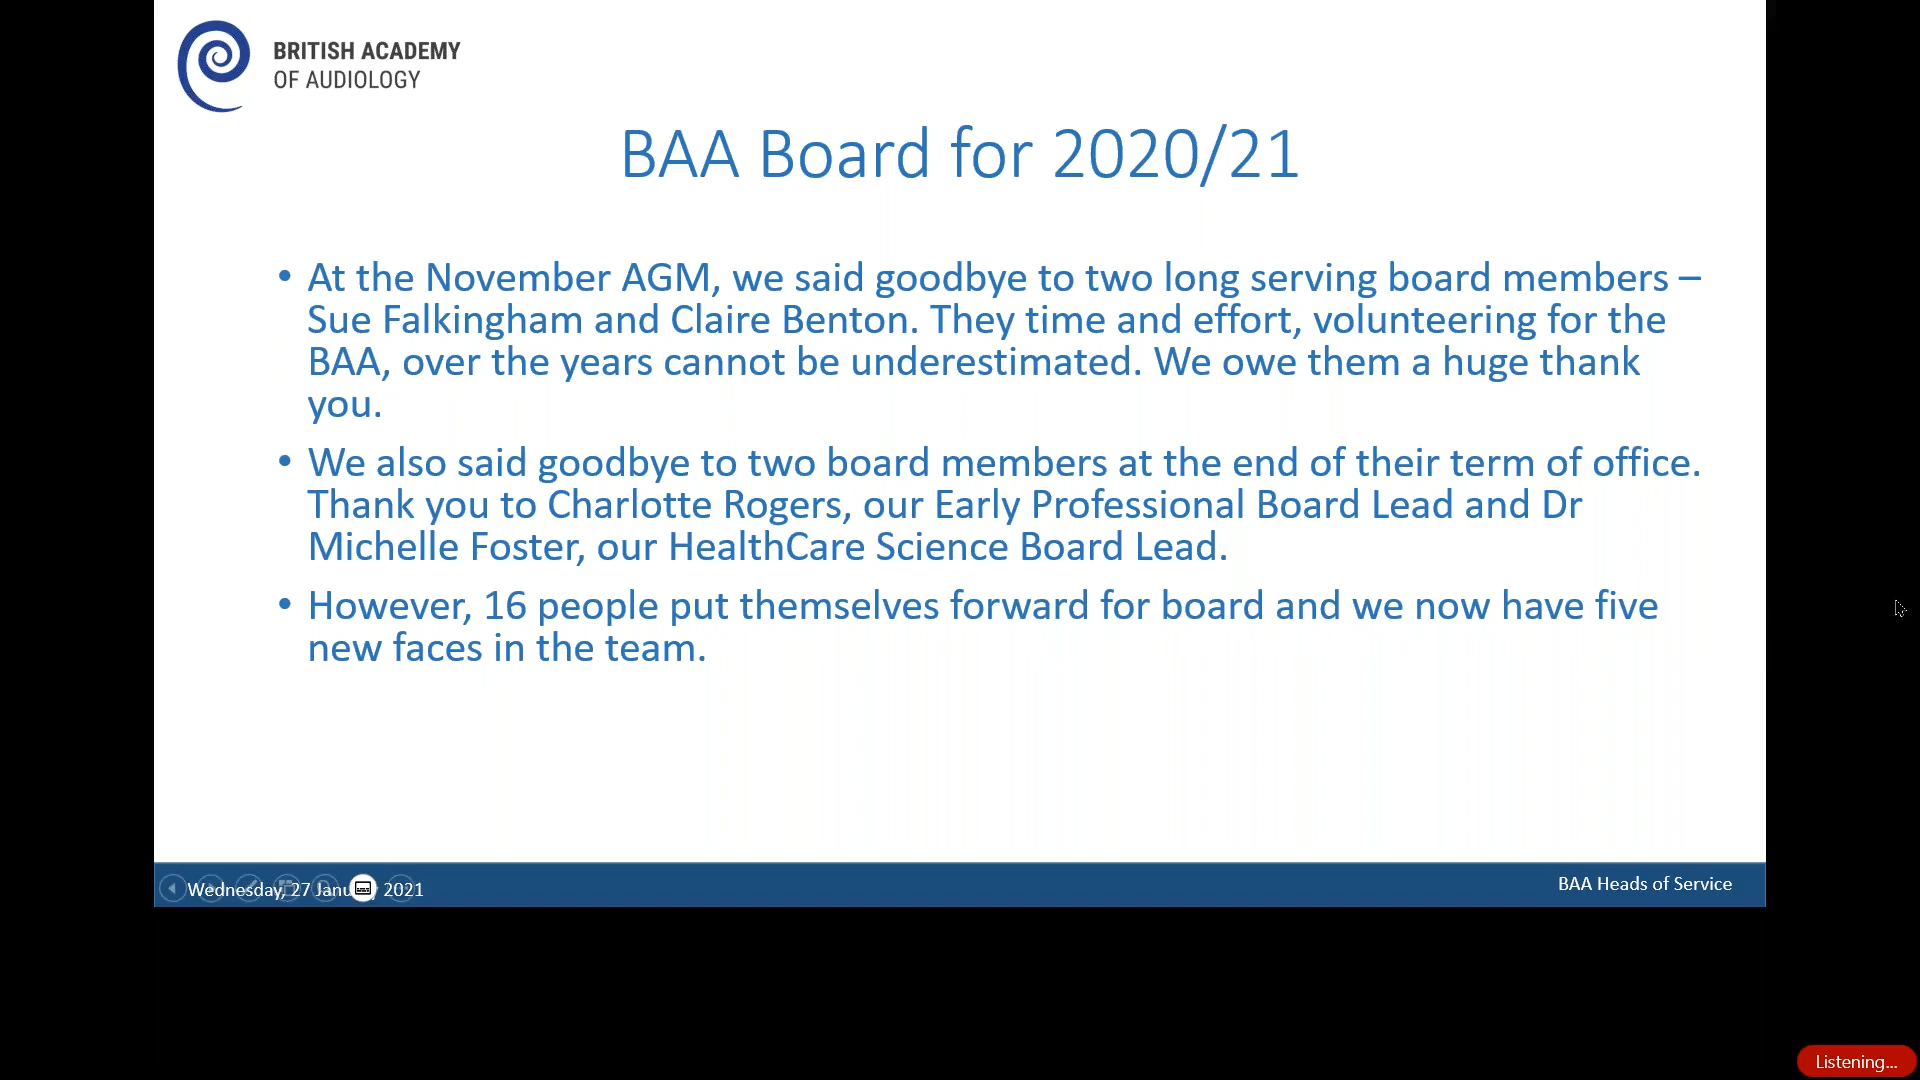 BRITISH ACADEMY
OF AUDIOLOGY
BAA Board for 2020/21
• At the November AGM, we said goodbye to two long serving board members –
Sue Falkingham and Claire Benton. They time and effort, volunteering for the
BAA, over the years cannot be underestimated. We owe them a huge thank
you.
• We also said goodbye to two board members at the end of their term of office.
Thank you to Charlotte Rogers, our Early Professional Board Lead and Dr
Michelle Foster, our HealthCare Science Board Lead.
• However, 16 people put themselves forward for board and we now have five
new faces in the team.
Wednesday, 27 Janu 2021
BAA Heads of Service
Listening...